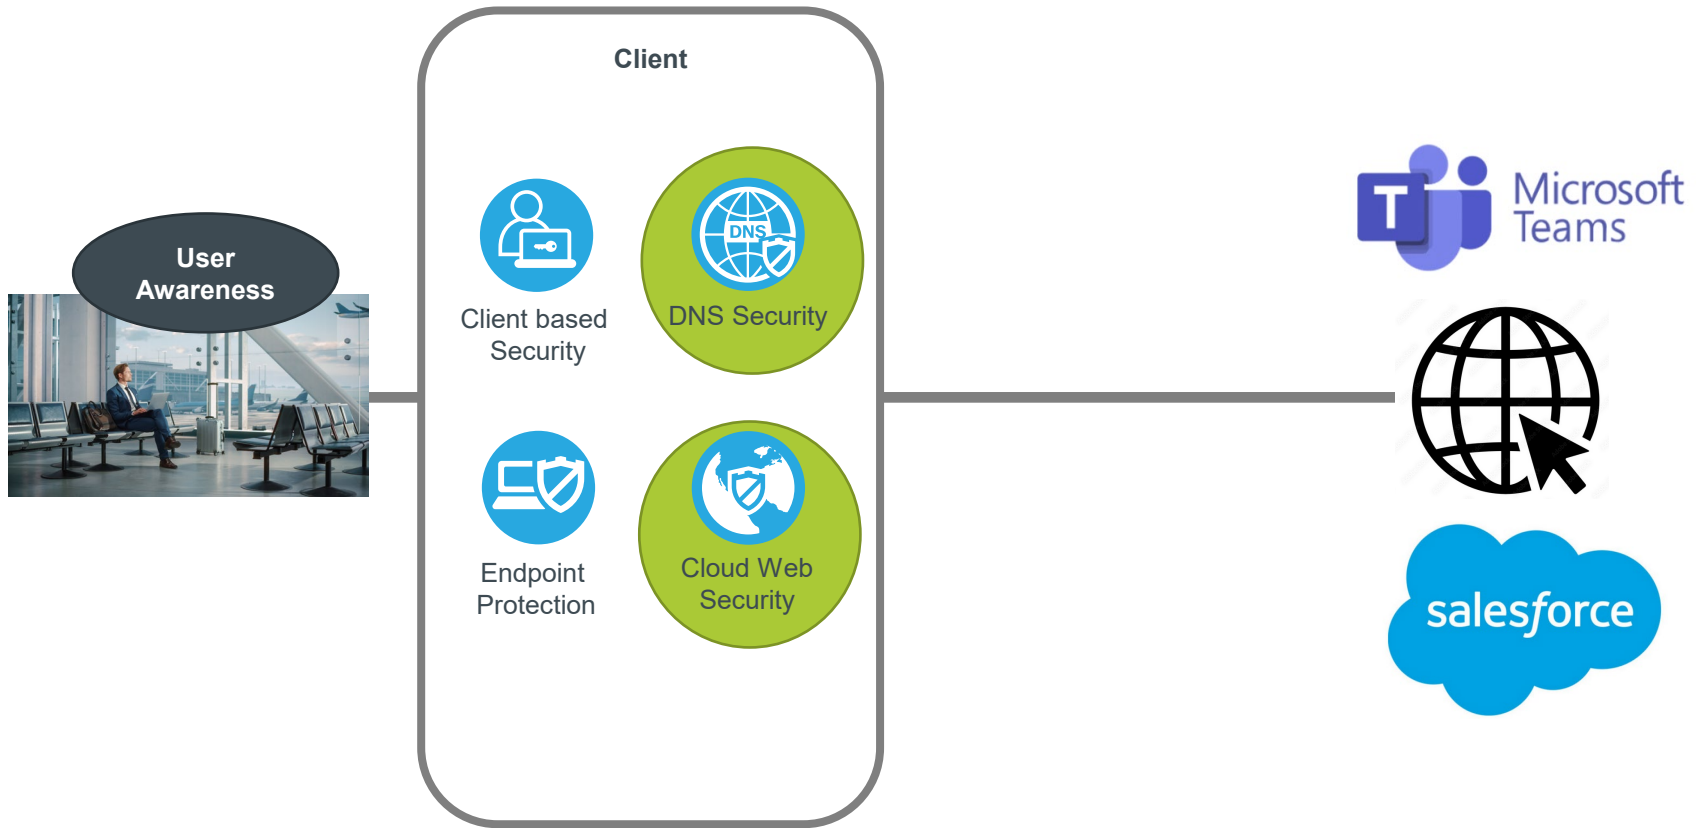 Client
User
Awareness
DNS
Client based
Security
DNS Security
Endpoint
Protection
Cloud Web
Security
T
Microsoft
Teams
salesforce